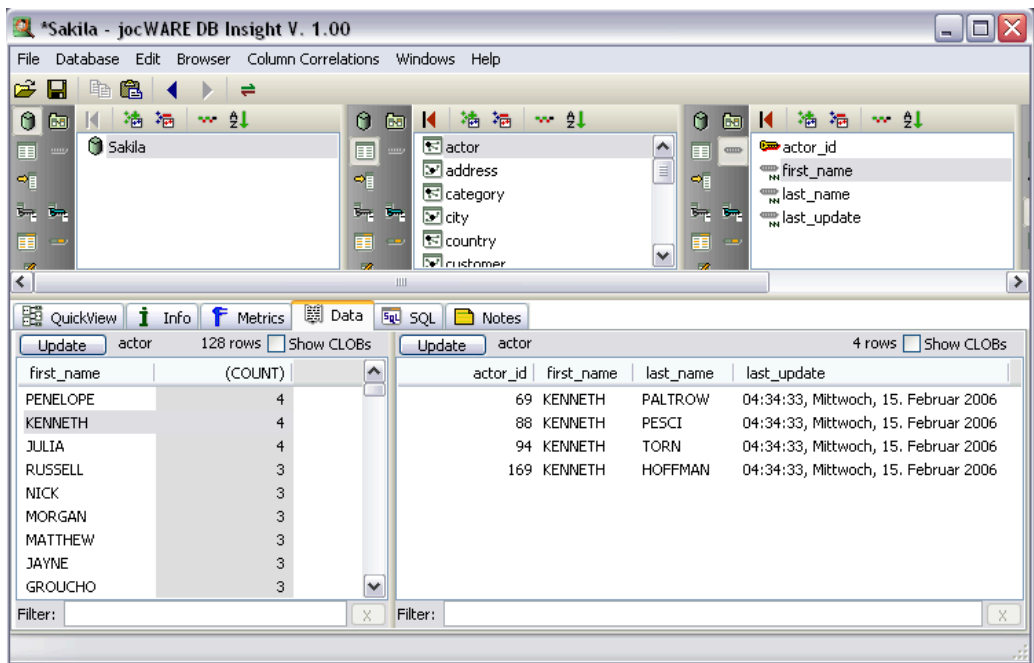 *Sakila - jocWARE DB Insight V. 1.00
File Database Edit Browser Column Correlations Windows Help
Sakila
actor
address
category
city
country
customer
actor_id
first_name
last_name
last_update
QuickView Info Metrics Data SQL Notes
Update actor 128 rows Show CLOBs
first_name (COUNT)
PENELOPE 4
KENNETH 4
JULIA 4
RUSSELL 3
NICK 3
MORGAN 3
MATTHEW 3
JAYNE 3
GROUCHO 3
Filter: X
Update actor 4 rows Show CLOBs
actor_id first_name last_name last_update
69 KENNETH PALTROW 04:34:33, Mittwoch, 15. Februar 2006
88 KENNETH PESCI 04:34:33, Mittwoch, 15. Februar 2006
94 KENNETH TORN 04:34:33, Mittwoch, 15. Februar 2006
169 KENNETH HOFFMAN 04:34:33, Mittwoch, 15. Februar 2006
Filter: X